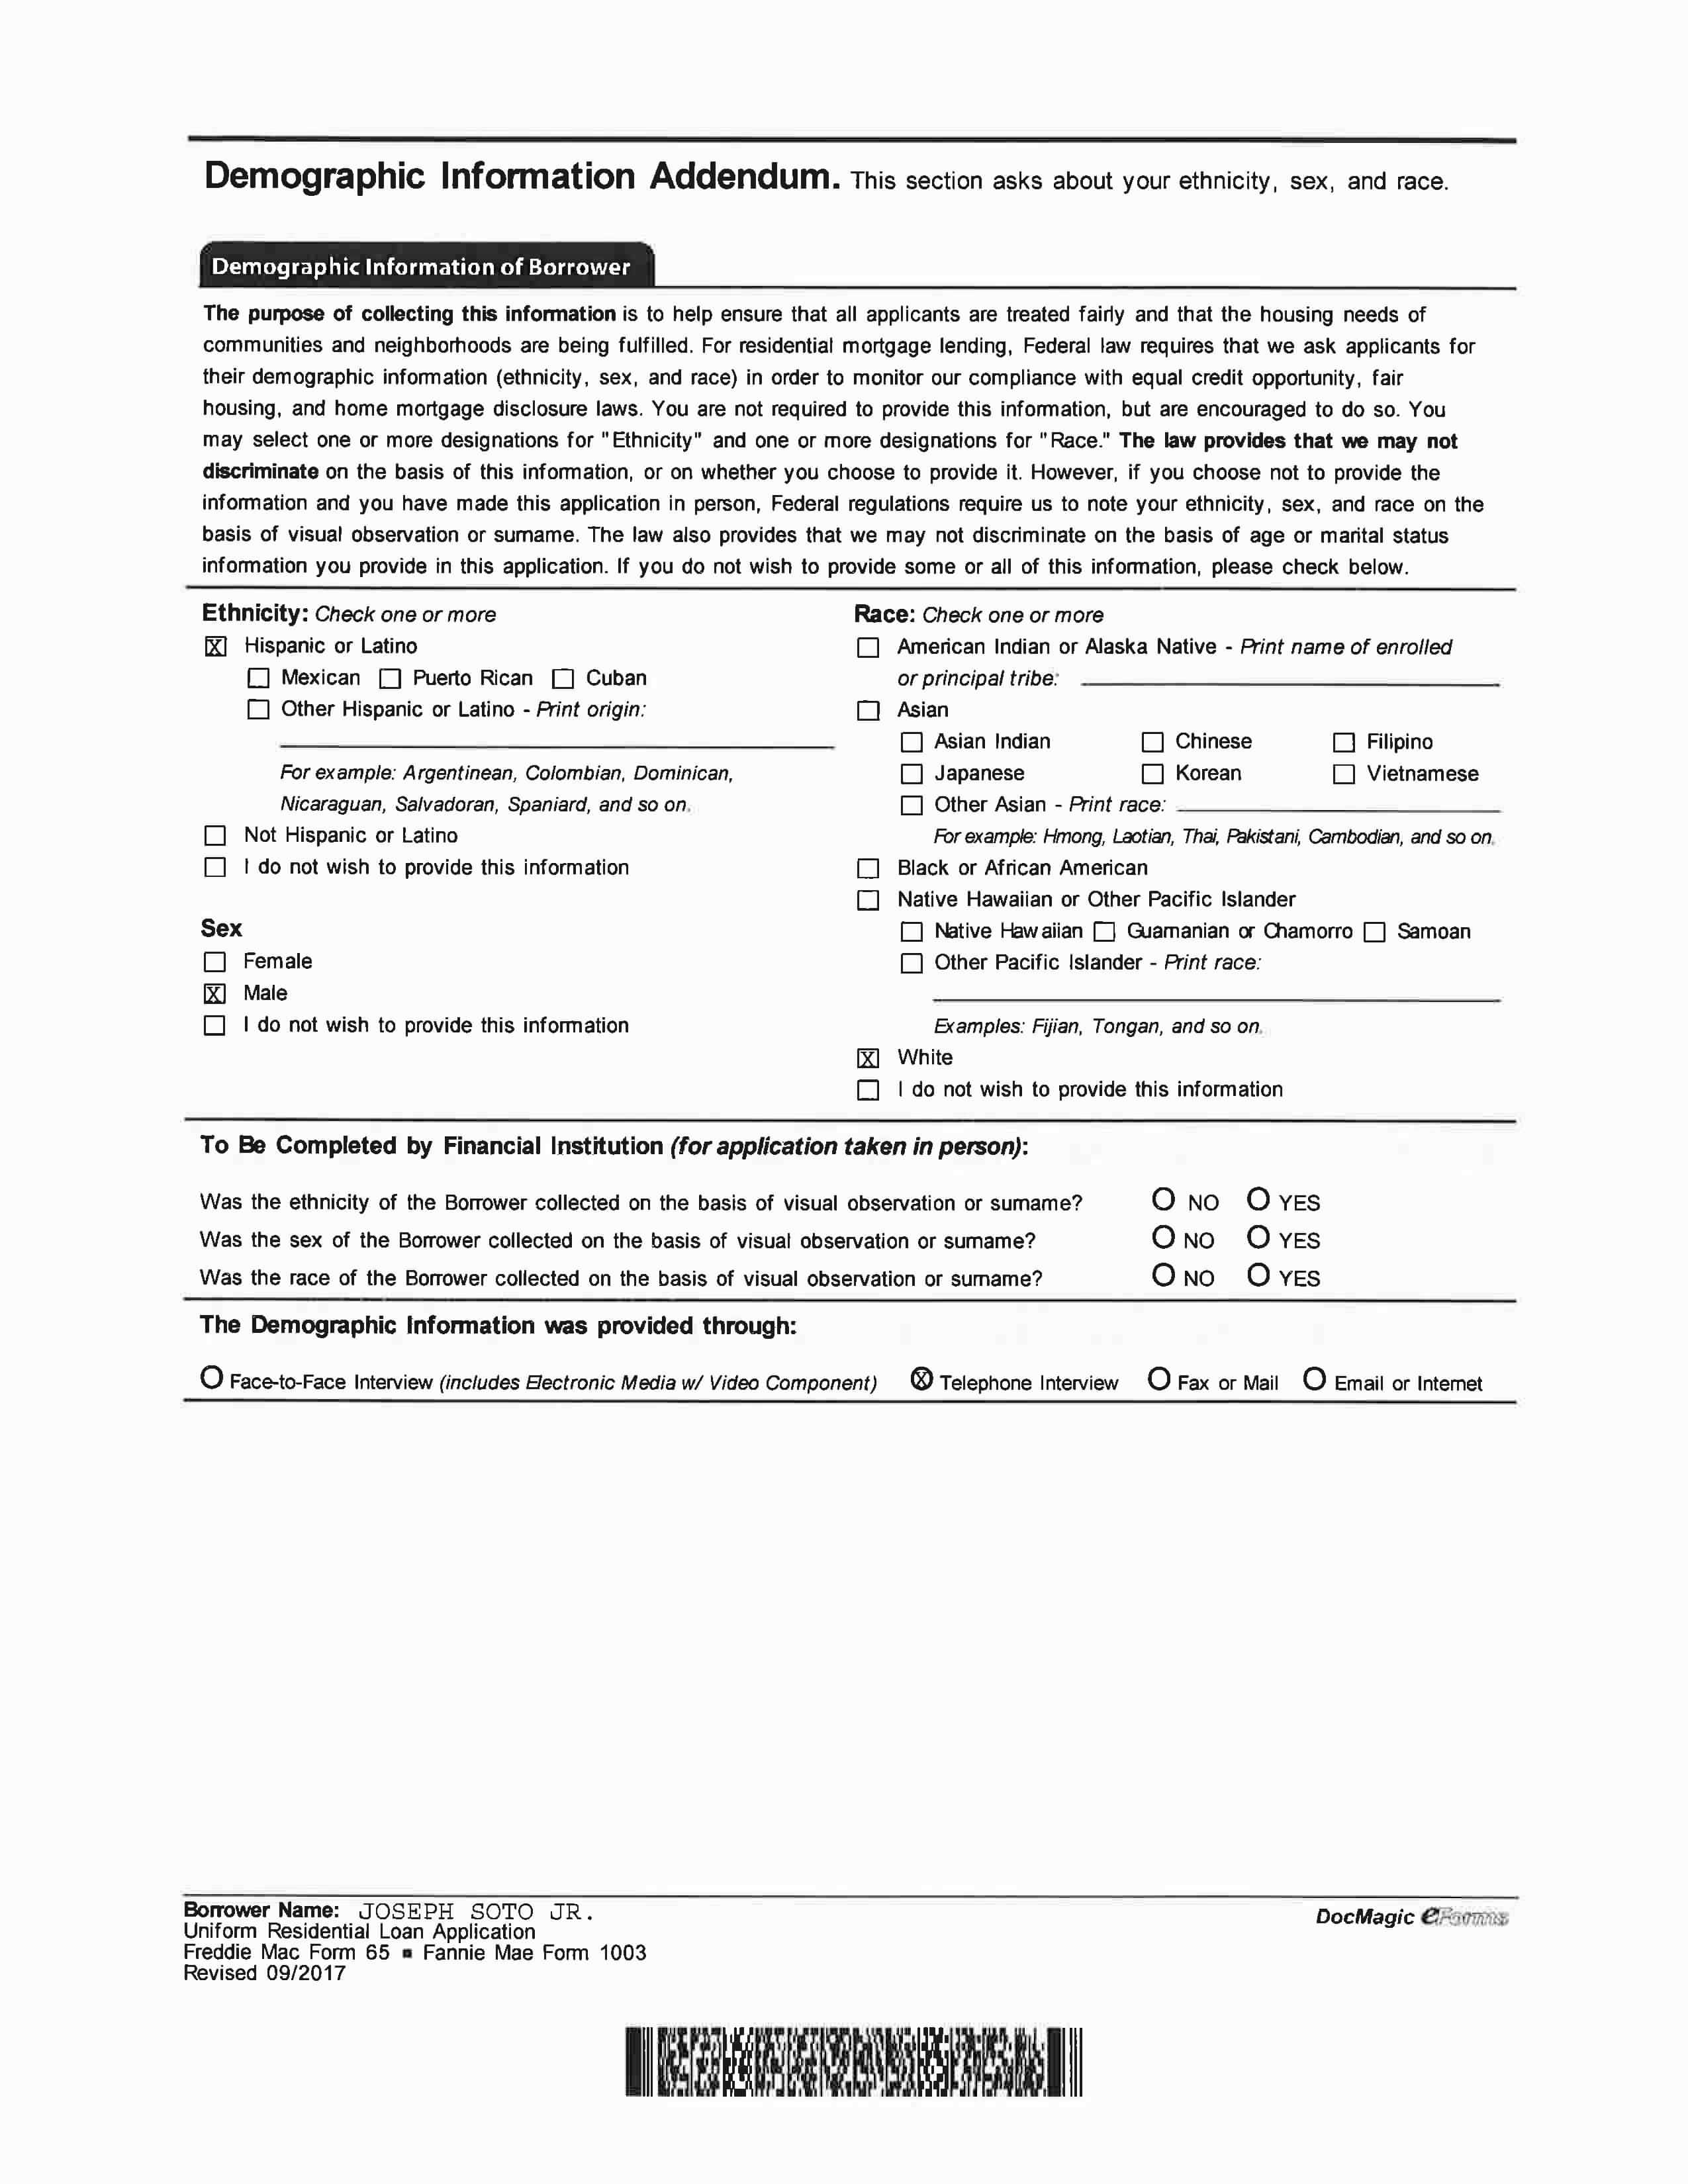 Demographic Information Addendum. This section asks about your ethnicity, sex, and race.
Demographic Information of Borrower
The purpose of collecting this information is to help ensure that all applicants are treated fairly and that the housing needs of
communities and neighborhoods are being fulfilled. For residential mortgage lending, Federal law requires that we ask applicants for
their demographic information (ethnicity, sex, and race) in order to monitor our compliance with equal credit opportunity, fair
housing, and home mortgage disclosure laws. You are not required to provide this information, but are encouraged to do so. You
may select one or more designations for "Ethnicity" and one or more designations for "Race." The law provides that we may not
discriminate on the basis of this information, or on whether you choose to provide it. However, if you choose not to provide the
information and you have made this application in person, Federal regulations require us to note your ethnicity, sex, and race on the
basis of visual observation or surname. The law also provides that we may not discriminate on the basis of age or marital status
information you provide in this application. If you do not wish to provide some or all of this information, please check below.
Ethnicity: Check one or more
X Hispanic or Latino
Mexican Puerto Rican Cuban
Other Hispanic or Latino - Print origin:
For example: Argentinean, Colombian, Dominican,
Nicaraguan, Salvadoran, Spaniard, and so on.
Not Hispanic or Latino
I do not wish to provide this information
Sex
Female
X Male
I do not wish to provide this information
Race: Check one or more
American Indian or Alaska Native - Print name of enrolled
or principal tribe:
Asian
Asian Indian Chinese Filipino
Japanese Korean Vietnamese
Other Asian - Print race:
For example: Hmong, Laotian, Thai, Pakistani, Cambodian, and so on.
Black or African American
Native Hawaiian or Other Pacific Islander
Native Hawaiian Guamanian or Chamorro Samoan
Other Pacific Islander - Print race:
Examples: Fijian, Tongan, and so on.
X White
I do not wish to provide this information
To Be Completed by Financial Institution (for application taken in person):
Was the ethnicity of the Borrower collected on the basis of visual observation or surname? NO YES
Was the sex of the Borrower collected on the basis of visual observation or surname? NO YES
Was the race of the Borrower collected on the basis of visual observation or surname? NO YES
The Demographic Information was provided through:
Face-to-Face Interview (includes Electronic Media w/ Video Component) X Telephone Interview Fax or Mail Email or Internet
Borrower Name: JOSEPH SOTO JR.
Uniform Residential Loan Application
Freddie Mac Form 65 ▪ Fannie Mae Form 1003
Revised 09/2017
DocMagic eForms